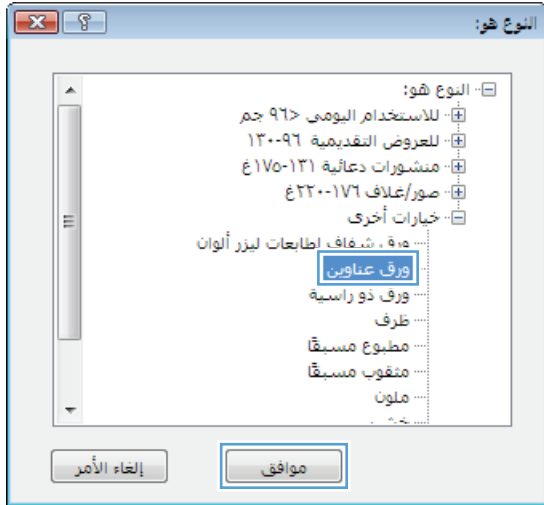 النوع هو:
النوع هو:
للاستخدام اليومي <٩٦ جم
للعروض التقديمية ٩٦-١٣٠
منشورات دعائية ١٣١-١٧٥غ
صور/غلاف ١٧٦-٢٢٠غ
خيارات أخرى
ورق شفاف لطابعات ليزر ألوان
ورق عناوين
ورق ذو راسية
ظرف
مطبوع مسبقًا
مثقوب مسبقًا
ملون
موافق
إلغاء الأمر